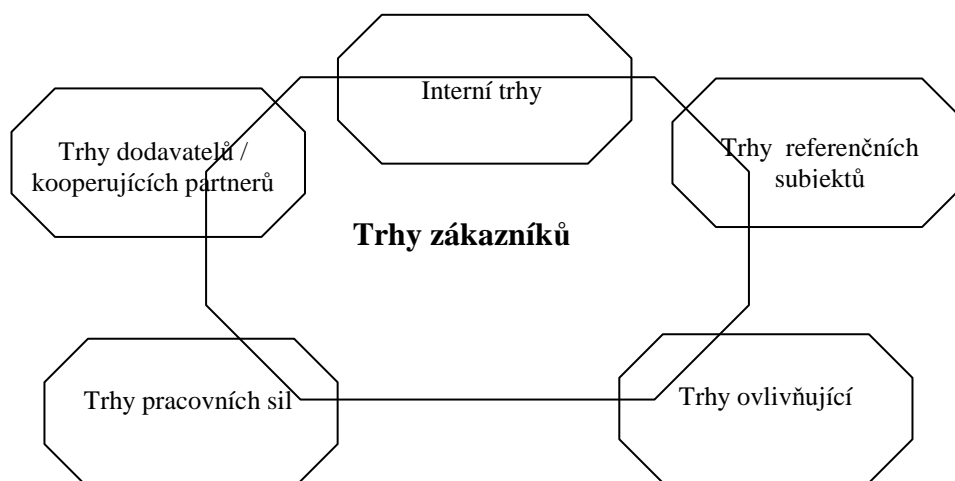 Interní trhy
Trhy dodavatelů /
kooperujících partnerů
Trhy referenčních
subjektů
Trhy zákazníků
Trhy pracovních sil
Trhy ovlivňující